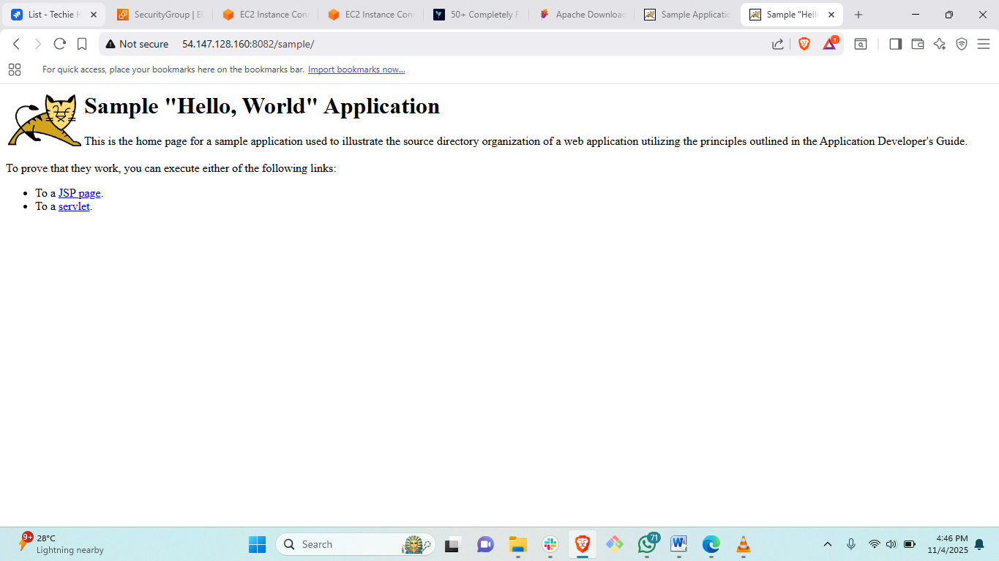 List - Techie H
SecurityGroup | EC
EC2 Instance Conn
EC2 Instance Conn
50+ Completely F
Apache Download
Sample Applicatio
Sample "Hell
Not secure 54.147.128.160:8082/sample/
1
For quick access, place your bookmarks here on the bookmarks bar. Import bookmarks now...
Sample "Hello, World" Application
This is the home page for a sample application used to illustrate the source directory organization of a web application utilizing the principles outlined in the Application Developer's Guide.
To prove that they work, you can execute either of the following links:
• To a JSP page.
• To a servlet.
9+
28°C
Lightning nearby
Search
71
4:46 PM
11/4/2025